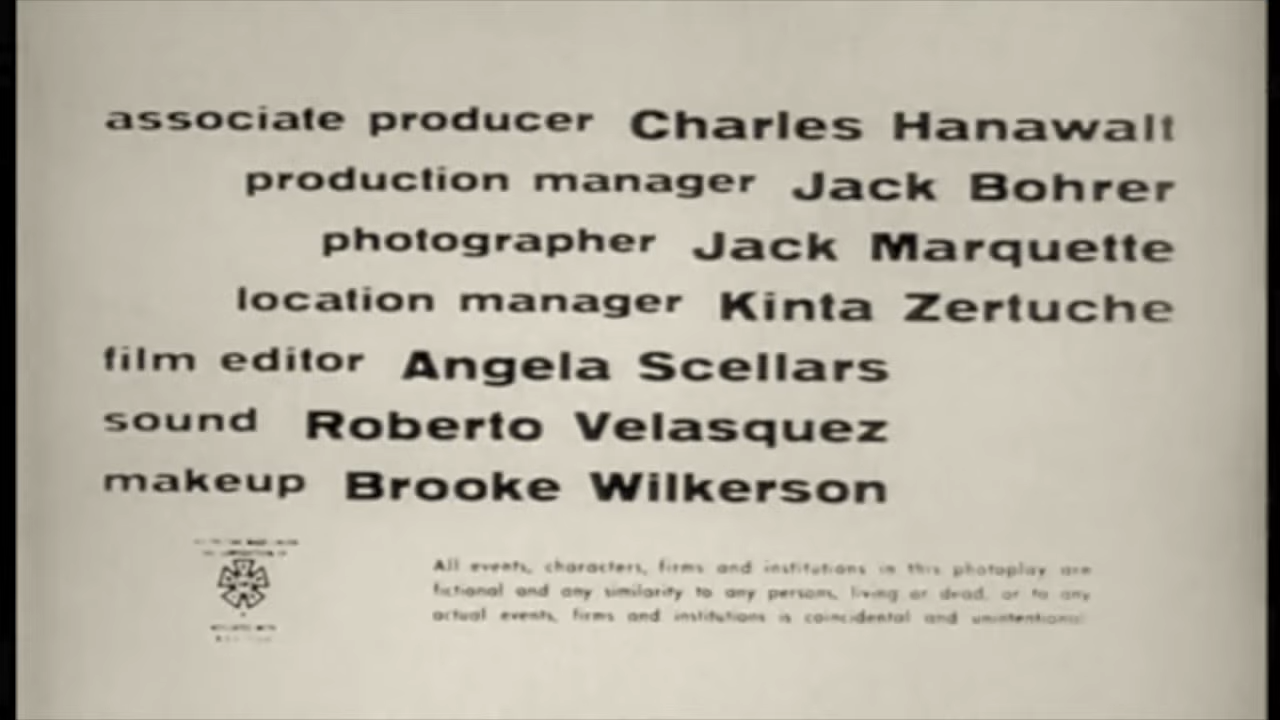 associate producer Charles Hanawalt
production manager Jack Bohrer
photographer Jack Marquette
location manager Kinta Zertuche
film editor Angela Scellars
sound Roberto Velasquez
makeup Brooke Wilkerson
All events, characters, firms and institutions in this photoplay are
fictional and any similarity to any persons, living or dead, or to any
actual events, firms and institutions is coincidental and unintentional